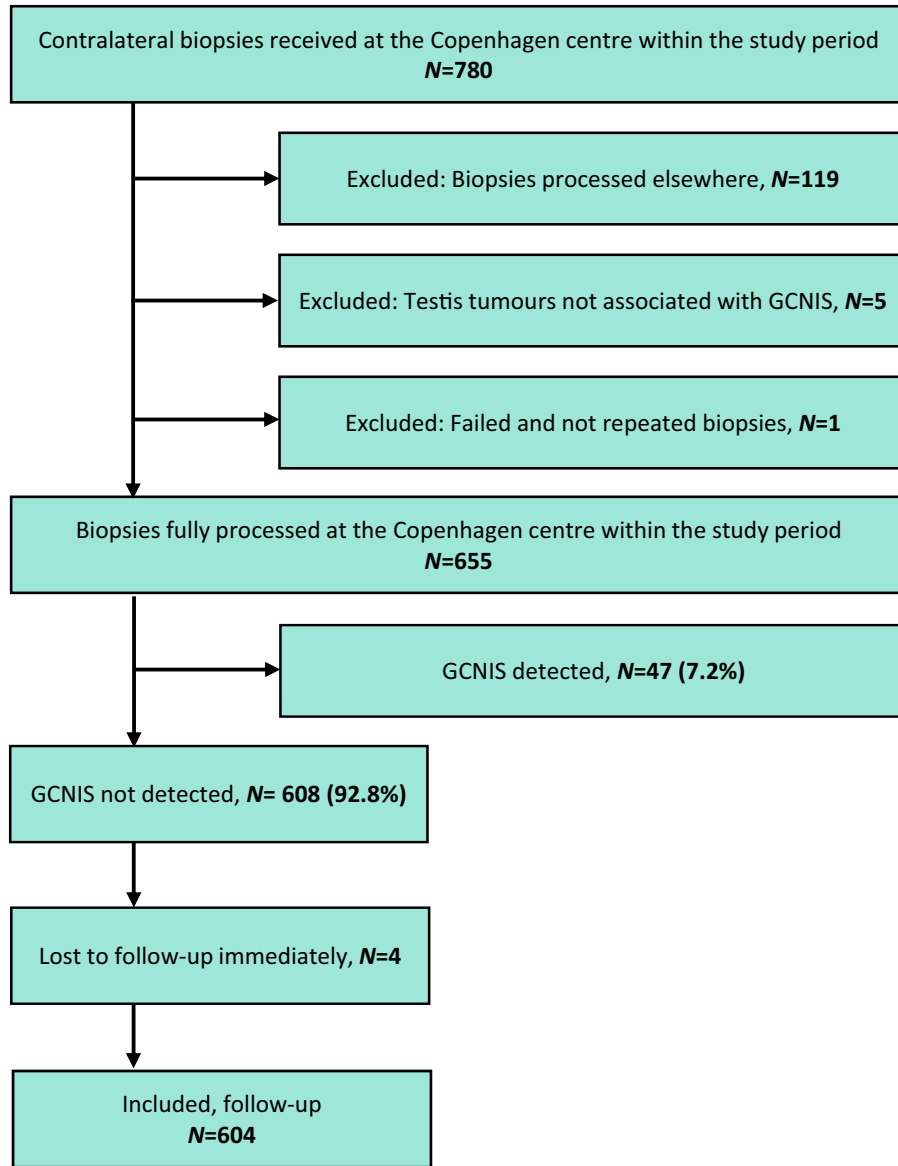 Contralateral biopsies received at the Copenhagen centre within the study period
N=780
Excluded: Biopsies processed elsewhere, N=119
Excluded: Testis tumours not associated with GCNIS, N=5
Excluded: Failed and not repeated biopsies, N=1
Biopsies fully processed at the Copenhagen centre within the study period
N=655
GCNIS detected, N=47 (7.2%)
GCNIS not detected, N= 608 (92.8%)
Lost to follow-up immediately, N=4
Included, follow-up
N=604